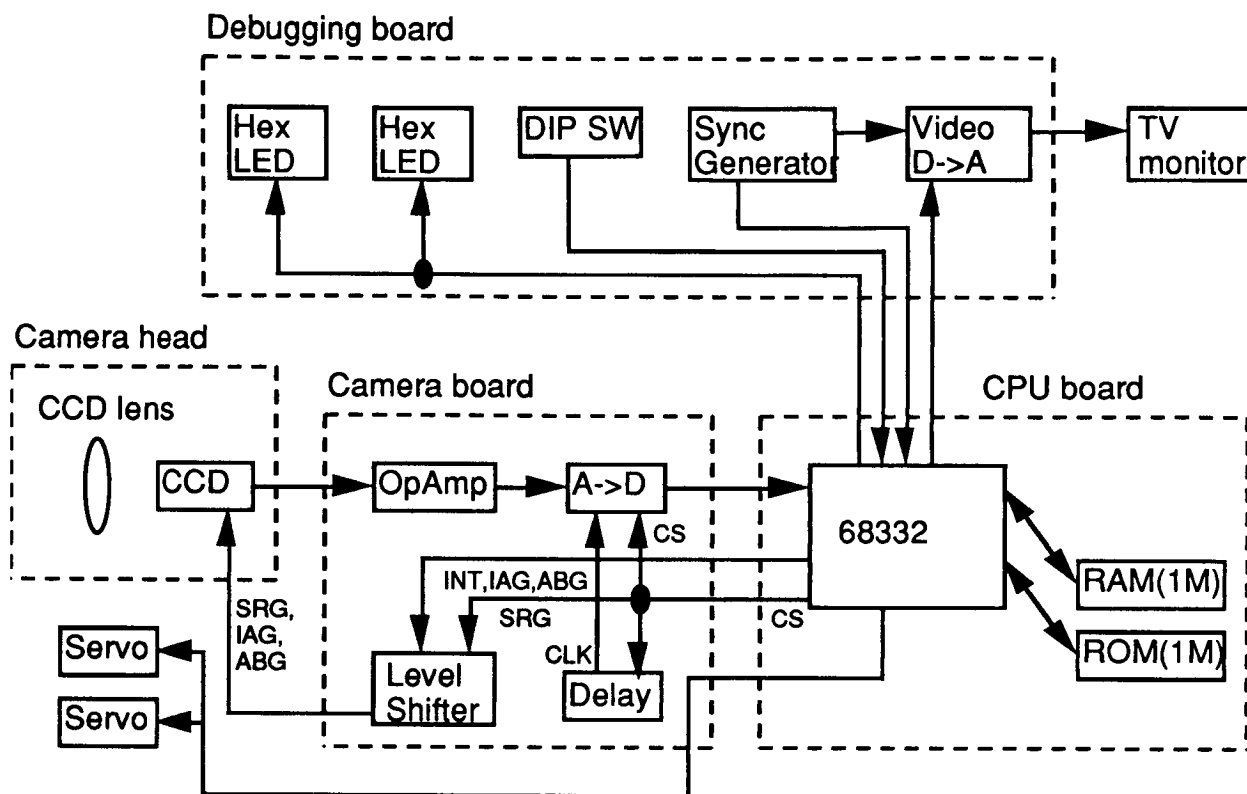 Debugging board
Hex
LED
Hex
LED
DIP SW
Sync
Generator
Video
D->A
TV
monitor
Camera head
CCD lens
CCD
Camera board
OpAmp
A->D
CS
INT,IAG,ABG
SRG
CLK
Level
Shifter
Delay
CPU board
68332
CS
RAM(1M)
ROM(1M)
SRG,
IAG,
ABG
Servo
Servo